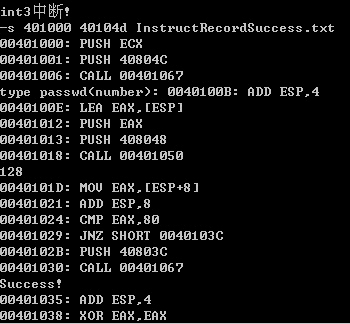 int3中断!
-s 401000 40104d InstructRecordSuccess.txt
00401000: PUSH ECX
00401001: PUSH 40804C
00401006: CALL 00401067
type passwd(number): 0040100B: ADD ESP,4
0040100E: LEA EAX,[ESP]
00401012: PUSH EAX
00401013: PUSH 408048
00401018: CALL 00401050
128
0040101D: MOV EAX,[ESP+8]
00401021: ADD ESP,8
00401024: CMP EAX,80
00401029: JNZ SHORT 0040103C
0040102B: PUSH 40803C
00401030: CALL 00401067
Success!
00401035: ADD ESP,4
00401038: XOR EAX,EAX